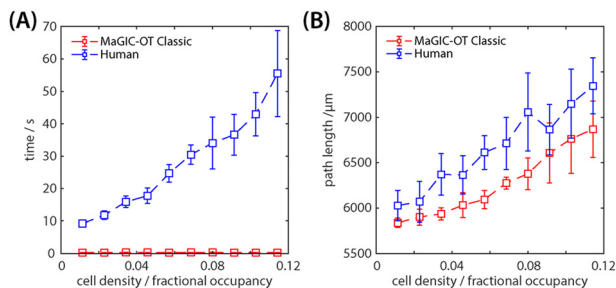 (A)
MaGIC-OT Classic
Human
time / s
70
60
50
40
30
20
10
0
0
0.04
0.08
0.12
cell density / fractional occupancy
(B)
MaGIC-OT Classic
Human
path length /μm
8000
7500
7000
6500
6000
5500
0
0.04
0.08
0.12
cell density / fractional occupancy